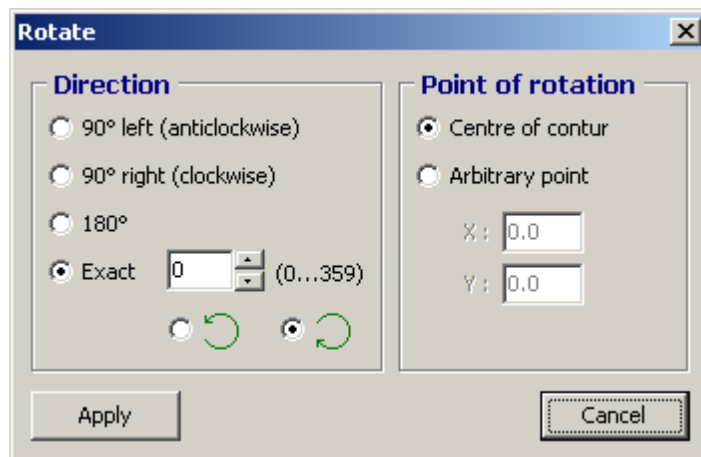 Rotate
Direction
90° left (anticlockwise)
90° right (clockwise)
180°
Exact 0 (0...359)
Point of rotation
Centre of contur
Arbitrary point
X : 0.0
Y : 0.0
Apply
Cancel